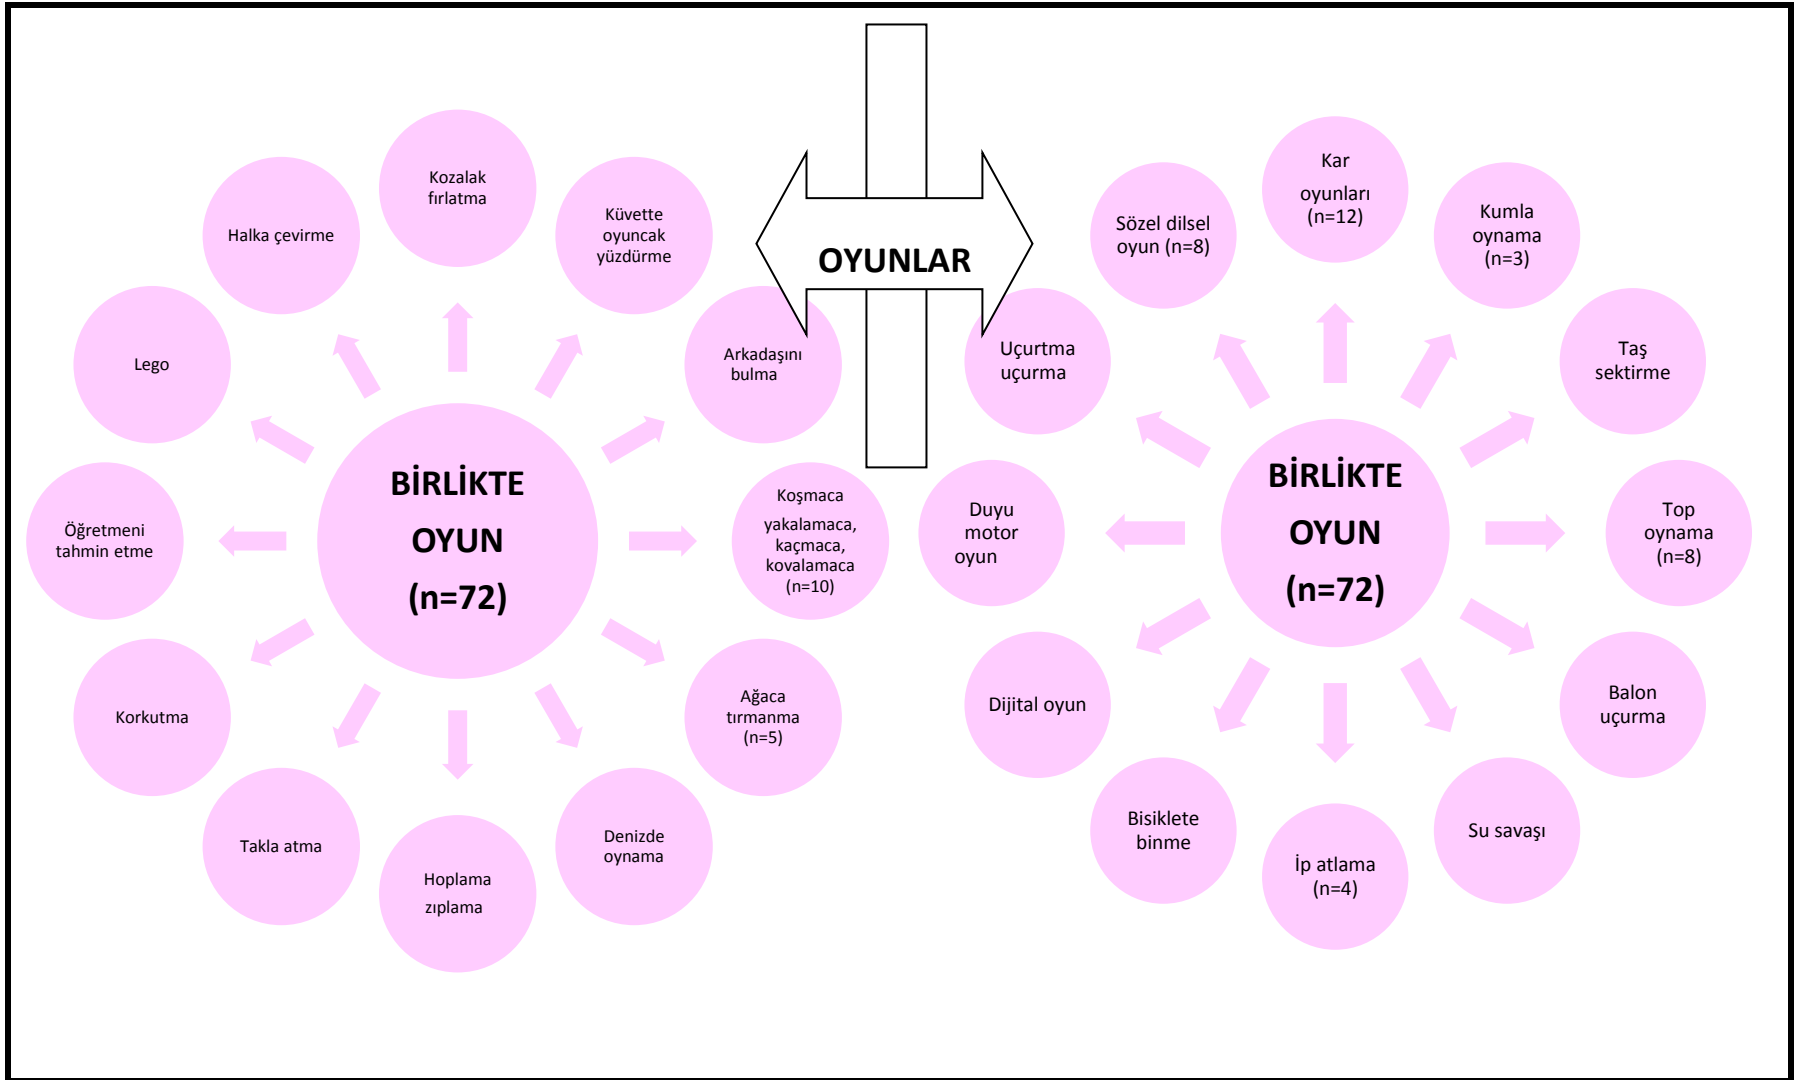 OYUNLAR
BİRLİKTE
OYUN
(n=72)
Kozalak
fırlatma
Küvette
oyuncak
yüzdürme
Arkadaşını
bulma
Koşmaca
yakalamaca,
kaçmaca,
kovalamaca
(n=10)
Ağaca
tırmanma
(n=5)
Denizde
oynama
Hoplama
zıplama
Takla atma
Korkutma
Öğretmeni
tahmin etme
Lego
Halka çevirme
BİRLİKTE
OYUN
(n=72)
Kar
oyunları
(n=12)
Kumla
oynama
(n=3)
Taş
sektirme
Top
oynama
(n=8)
Balon
uçurma
Su savaşı
İp atlama
(n=4)
Bisiklete
binme
Dijital oyun
Duyu
motor
oyun
Uçurtma
uçurma
Sözel dilsel
oyun (n=8)